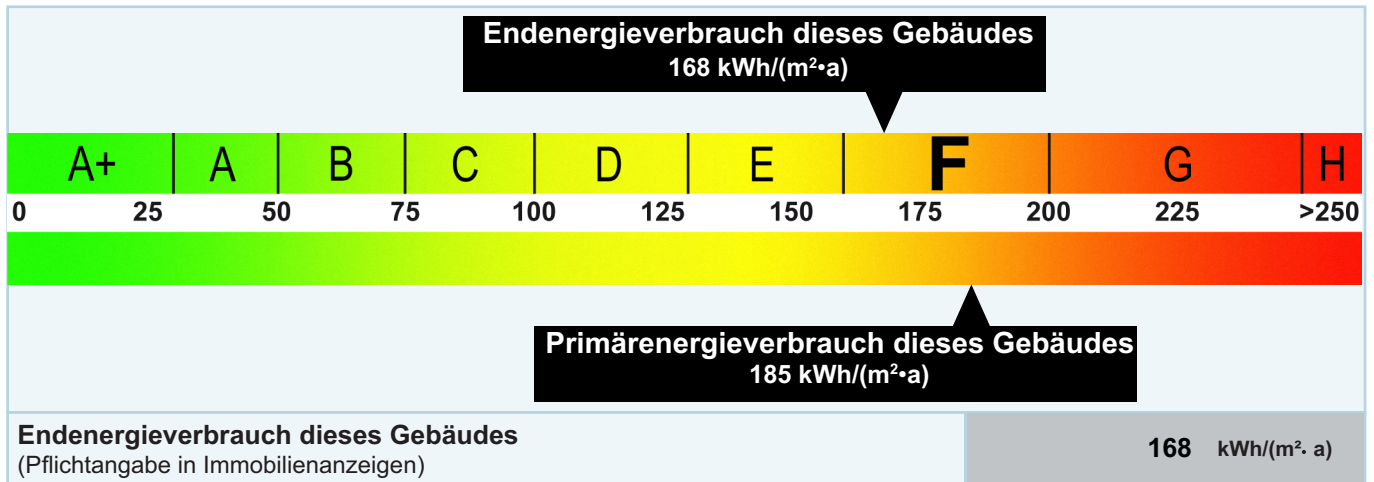 Endenergieverbrauch dieses Gebäudes
168 kWh/(m²•a)
A+ A B C D E F G H
0 25 50 75 100 125 150 175 200 225 >250
Primärenergieverbrauch dieses Gebäudes
185 kWh/(m²•a)
Endenergieverbrauch dieses Gebäudes
(Pflichtangabe in Immobilienanzeigen)
168 kWh/(m²· a)